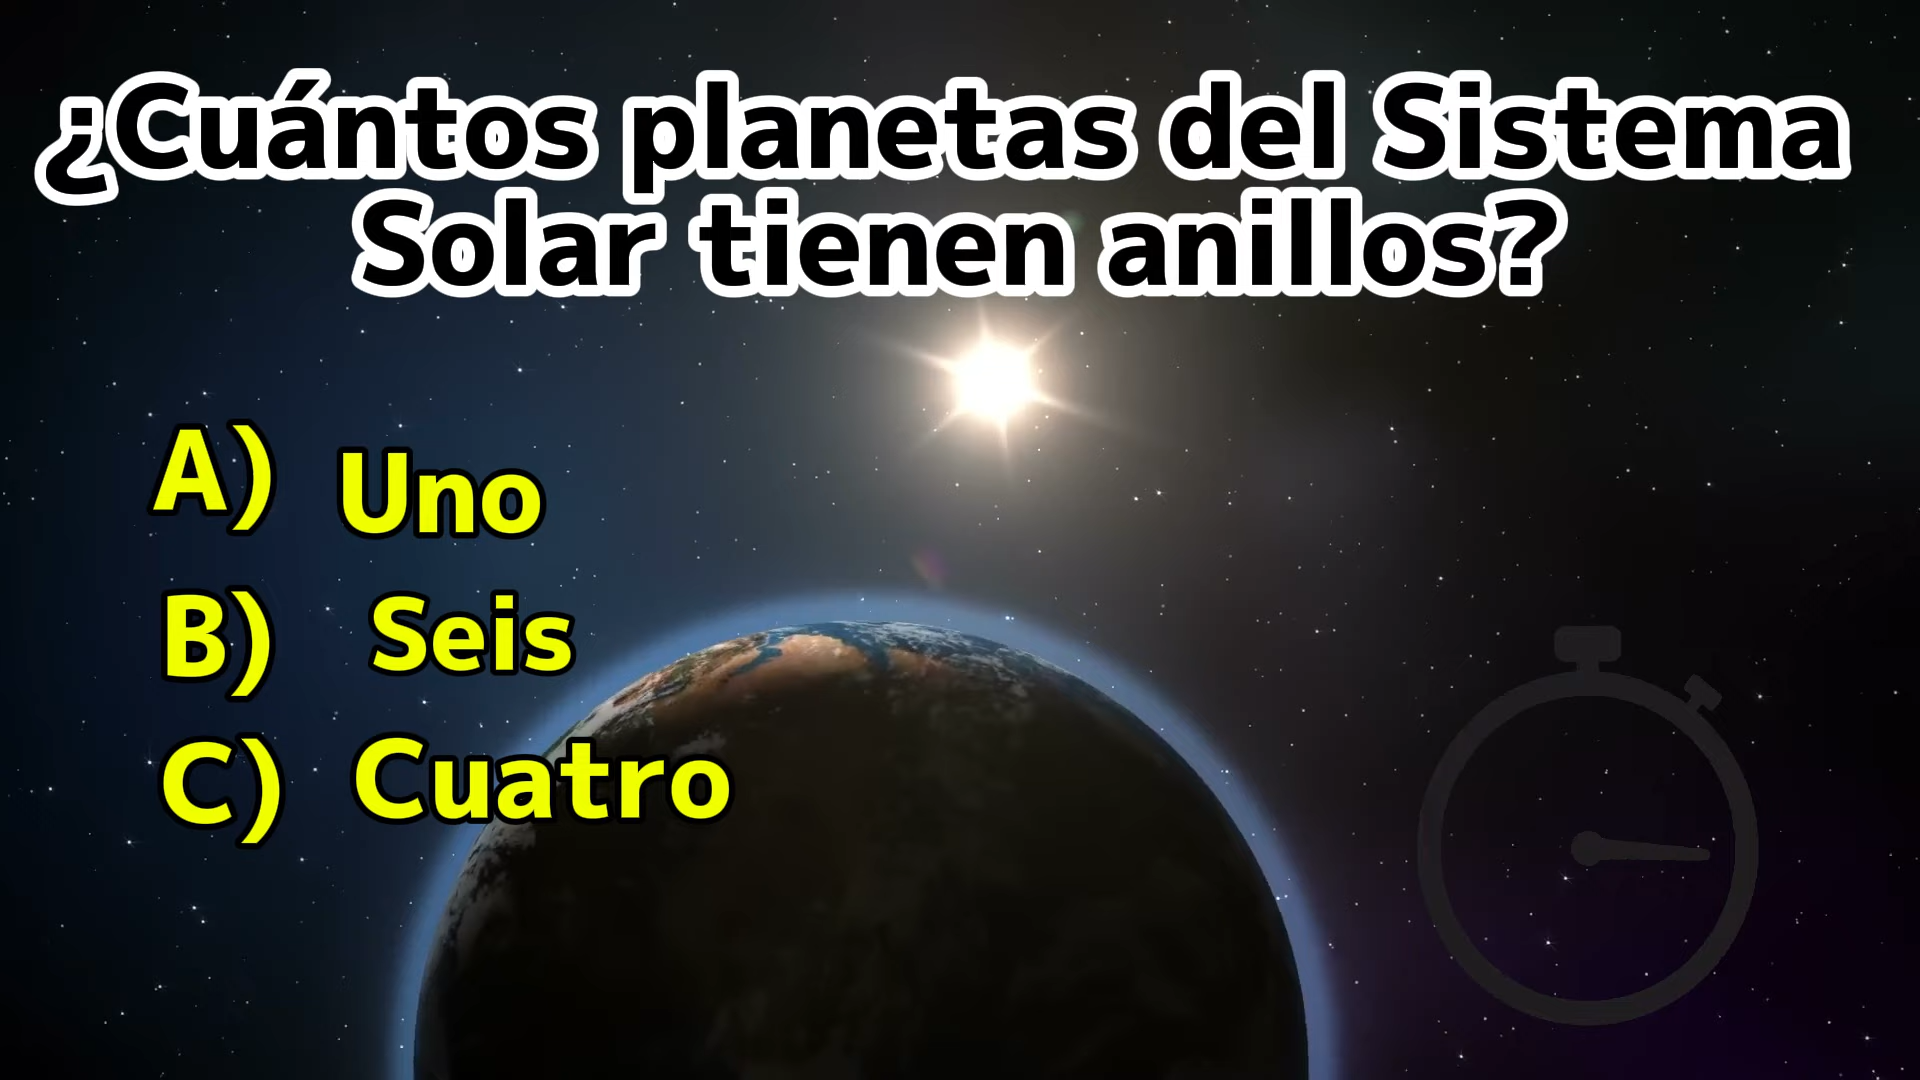 ¿Cuántos planetas del Sistema
Solar tienen anillos?
A) Uno
B) Seis
C) Cuatro